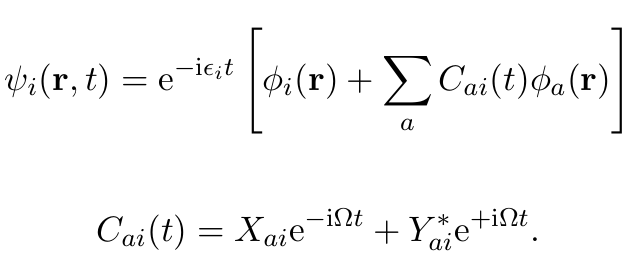 ψ_i(𝐫, t) = e^{−iϵ_i t} [ϕ_i(𝐫) + ∑_a C_{ai}(t)ϕ_a(𝐫)]
C_{ai}(t) = X_{ai}e^{−iΩt} + Y^*_{ai}e^{+iΩt}.